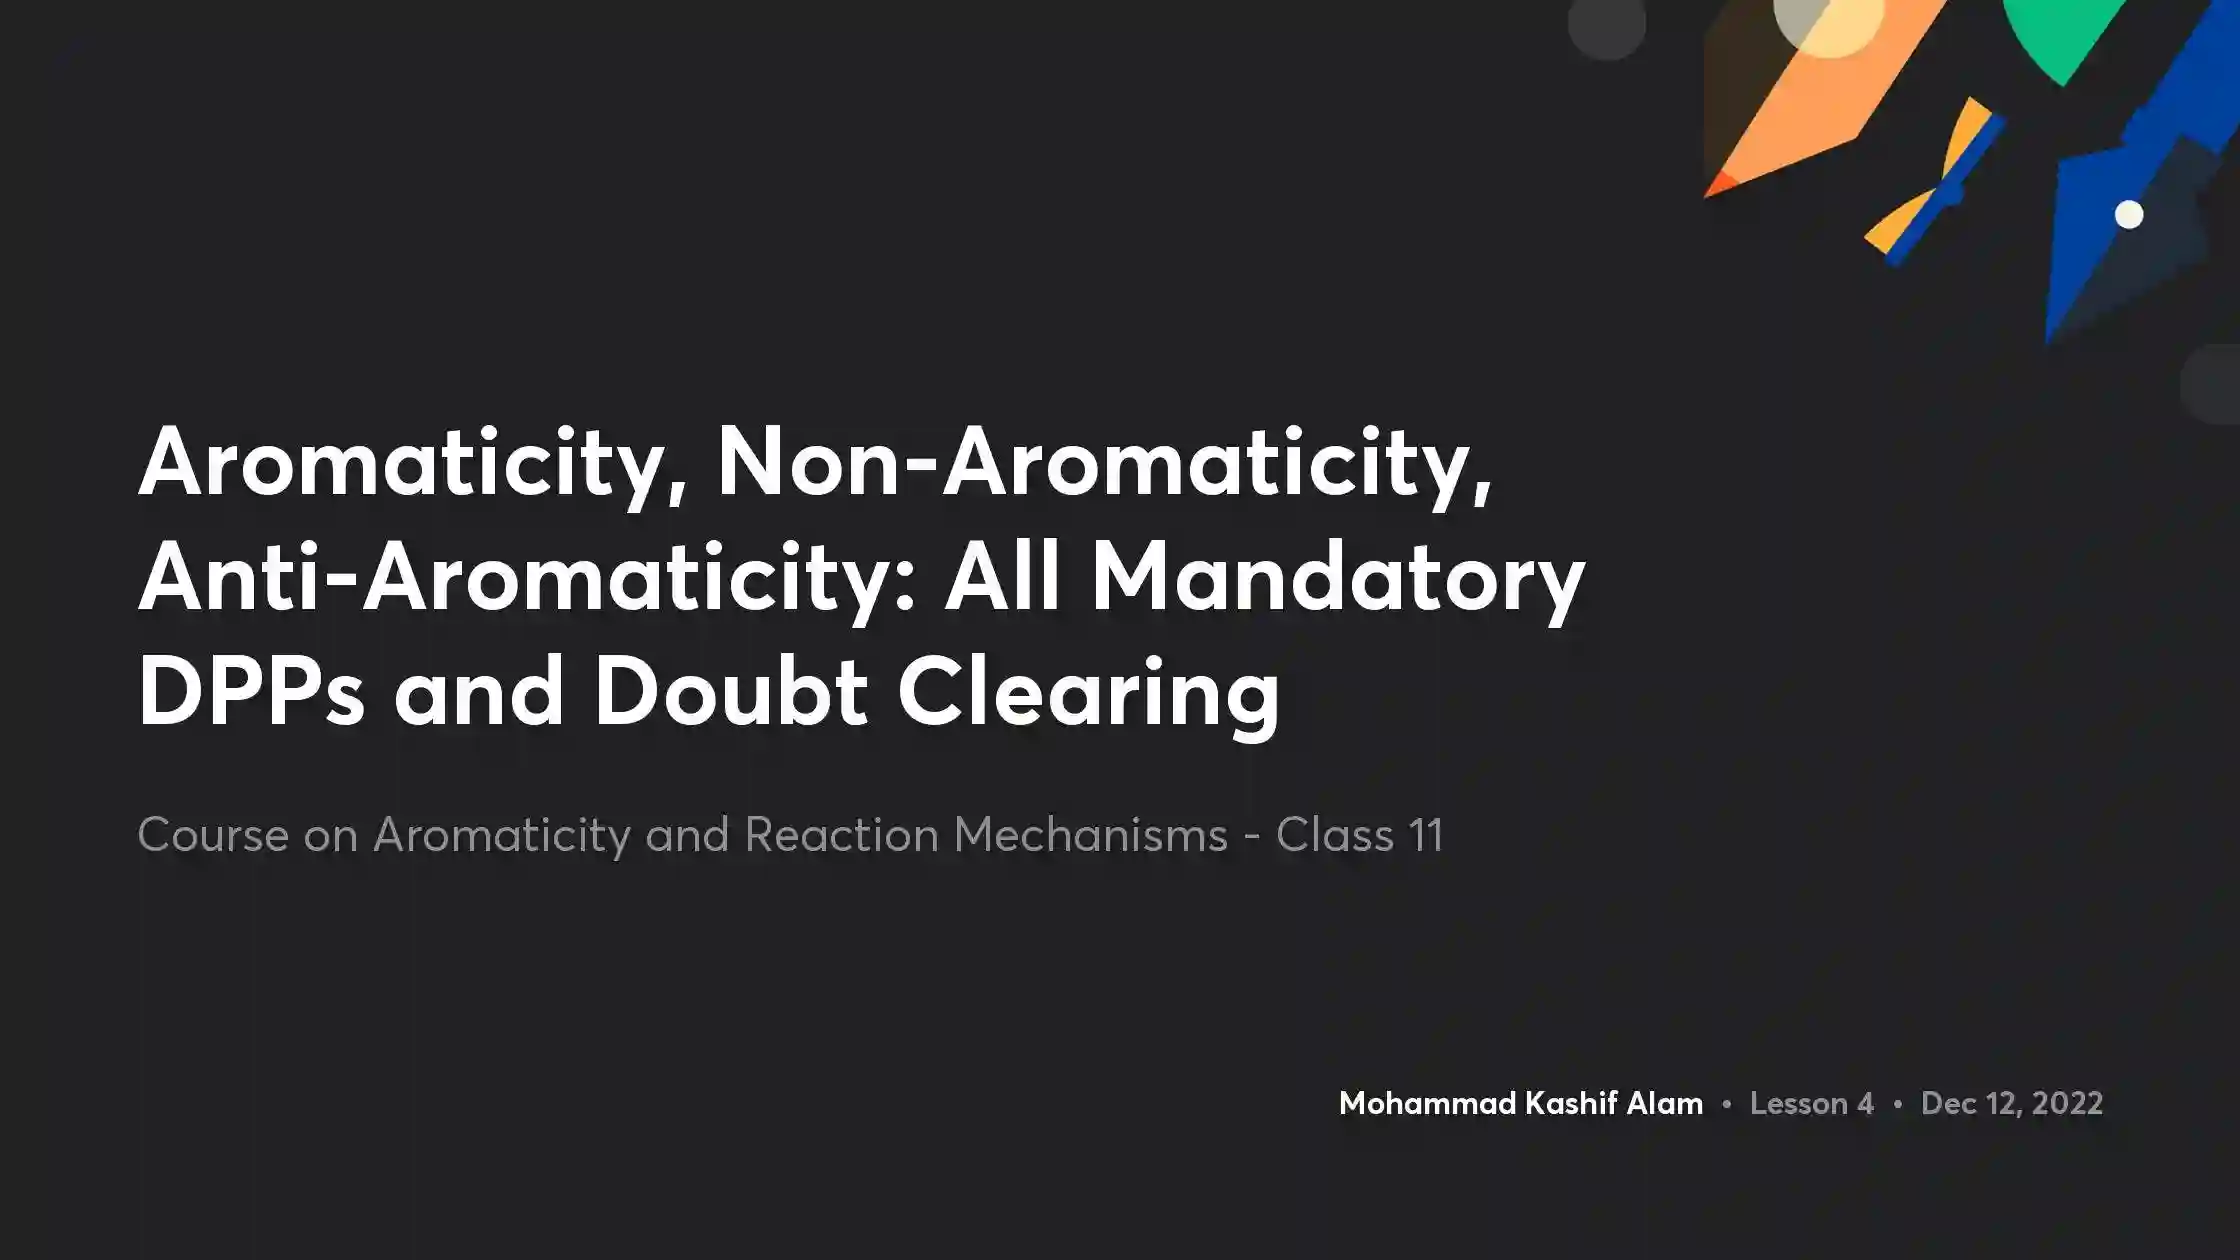 Aromaticity, Non-Aromaticity,
Anti-Aromaticity: All Mandatory
DPPs and Doubt Clearing
Course on Aromaticity and Reaction Mechanisms - Class 11
Mohammad Kashif Alam • Lesson 4 • Dec 12, 2022